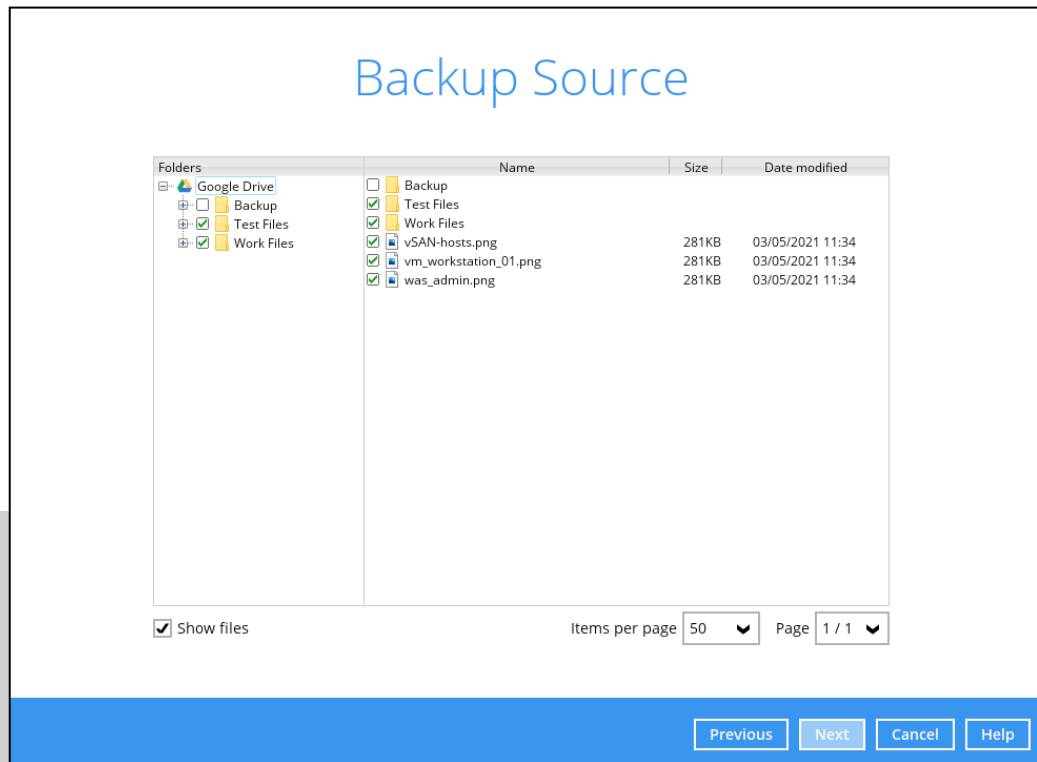 Backup Source
Folders
Google Drive
Backup
Test Files
Work Files
Name Size Date modified
Backup
Test Files
Work Files
vSAN-hosts.png 281KB 03/05/2021 11:34
vm_workstation_01.png 281KB 03/05/2021 11:34
was_admin.png 281KB 03/05/2021 11:34
Show files
Items per page 50 Page 1 / 1
Previous Next Cancel Help